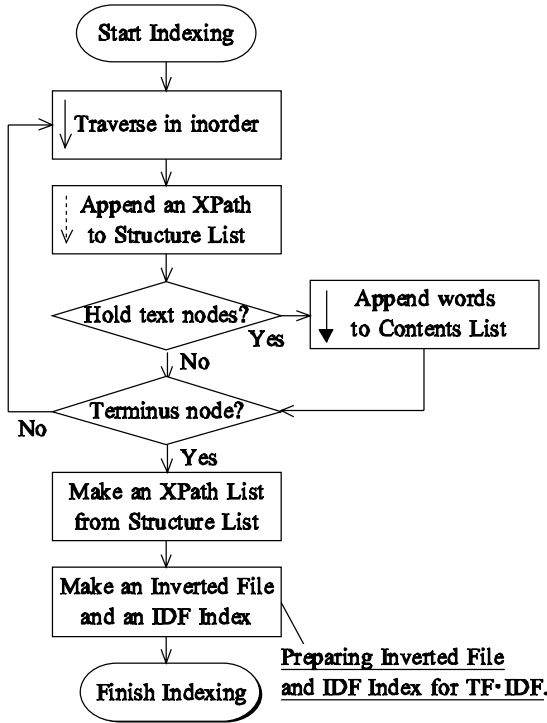 Start Indexing
Traverse in inorder
Append an XPath
to Structure List
Hold text nodes?
Yes
Append words
to Contents List
No
Terminus node?
No
Yes
Make an XPath List
from Structure List
Make an Inverted File
and an IDF Index
Preparing Inverted File
and IDF Index for TF·IDF.
Finish Indexing